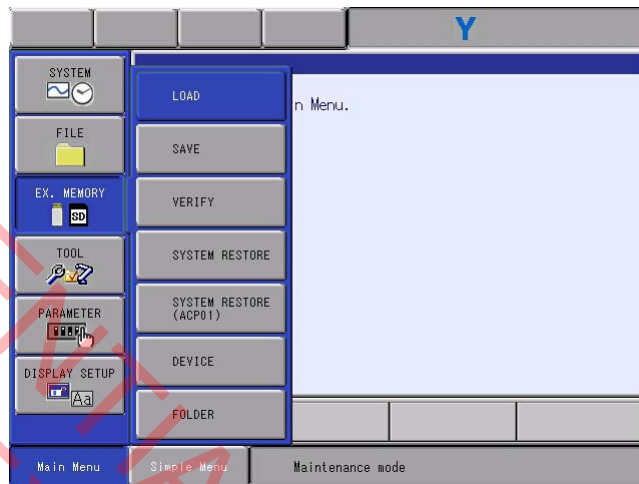 Y
SYSTEM
FILE
EX. MEMORY
SD
TOOL
PARAMETER
DISPLAY SETUP
Aa
LOAD
SAVE
VERIFY
SYSTEM RESTORE
SYSTEM RESTORE
(ACP01)
DEVICE
FOLDER
n Menu.
Main Menu
Simple Menu
Maintenance mode